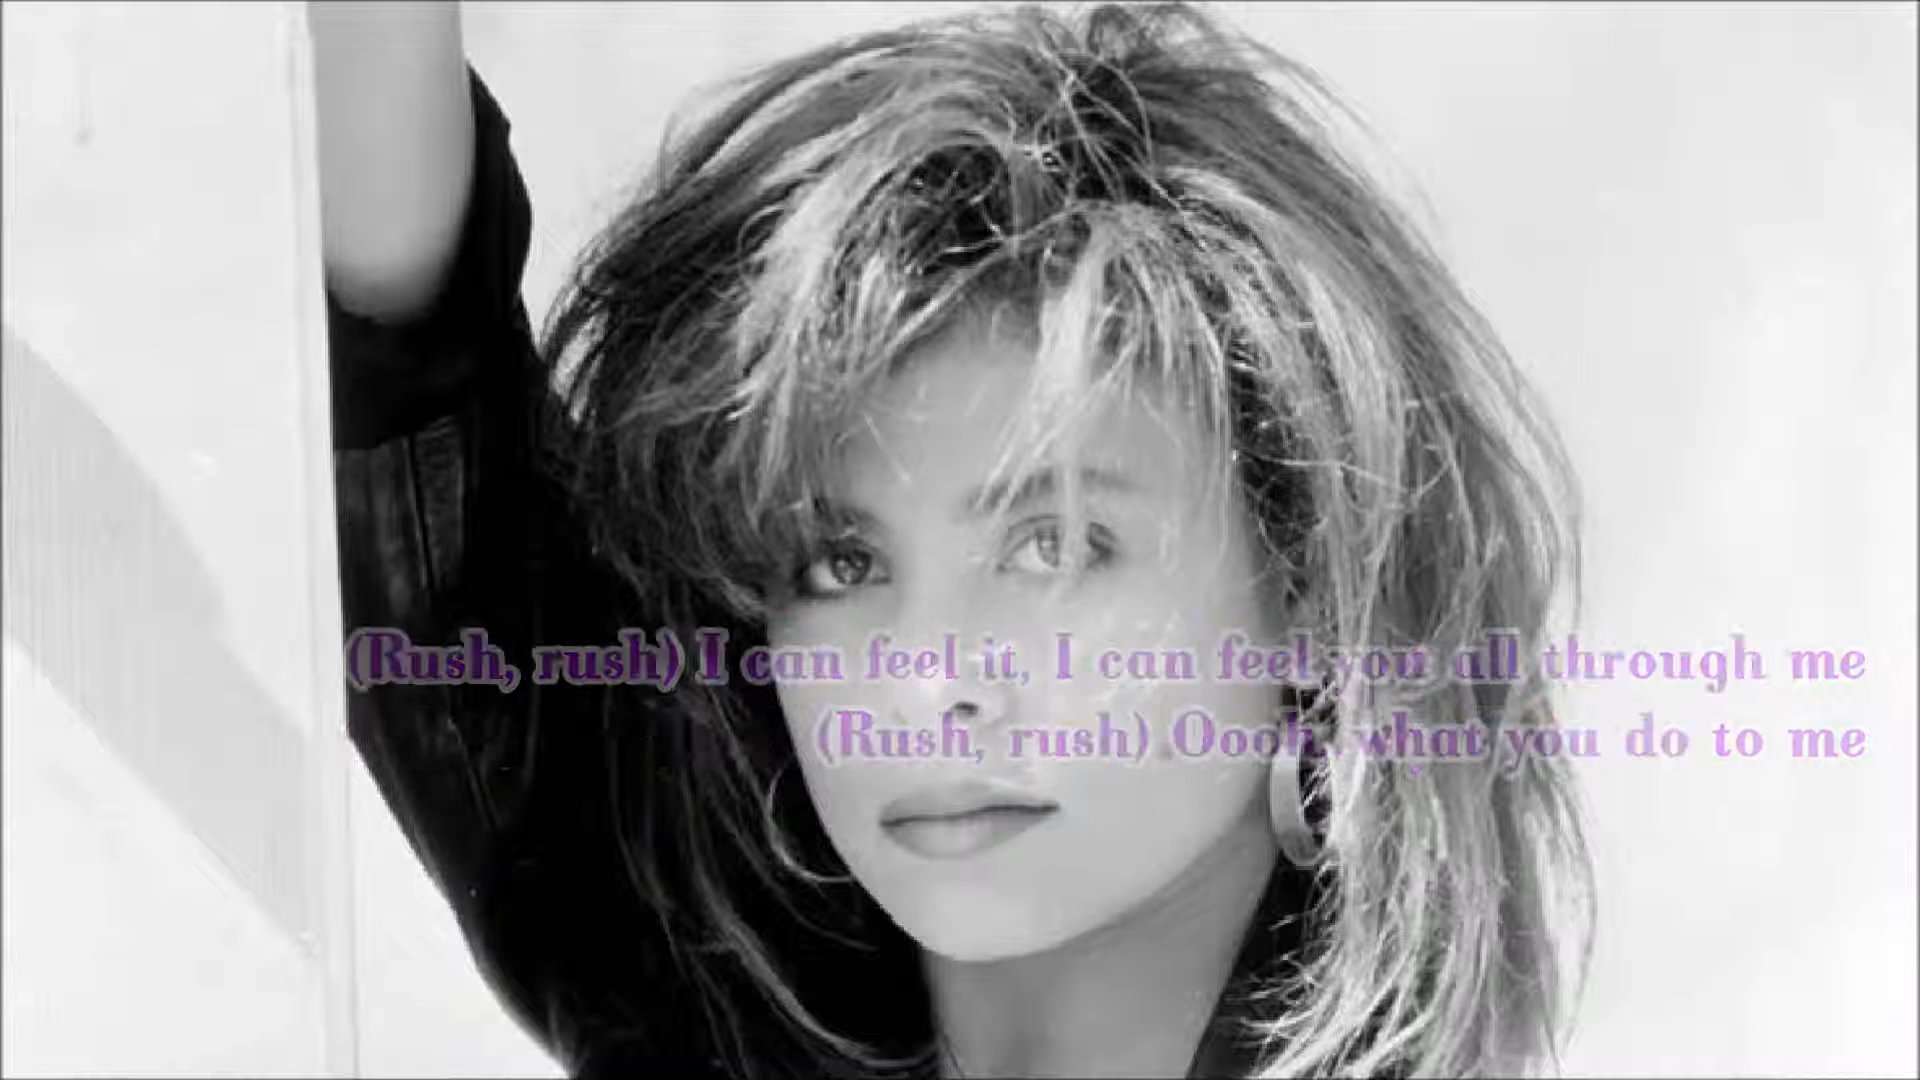 (Rush, rush) I can feel it, I can feel you all through me
(Rush, rush) Oooh, what you do to me